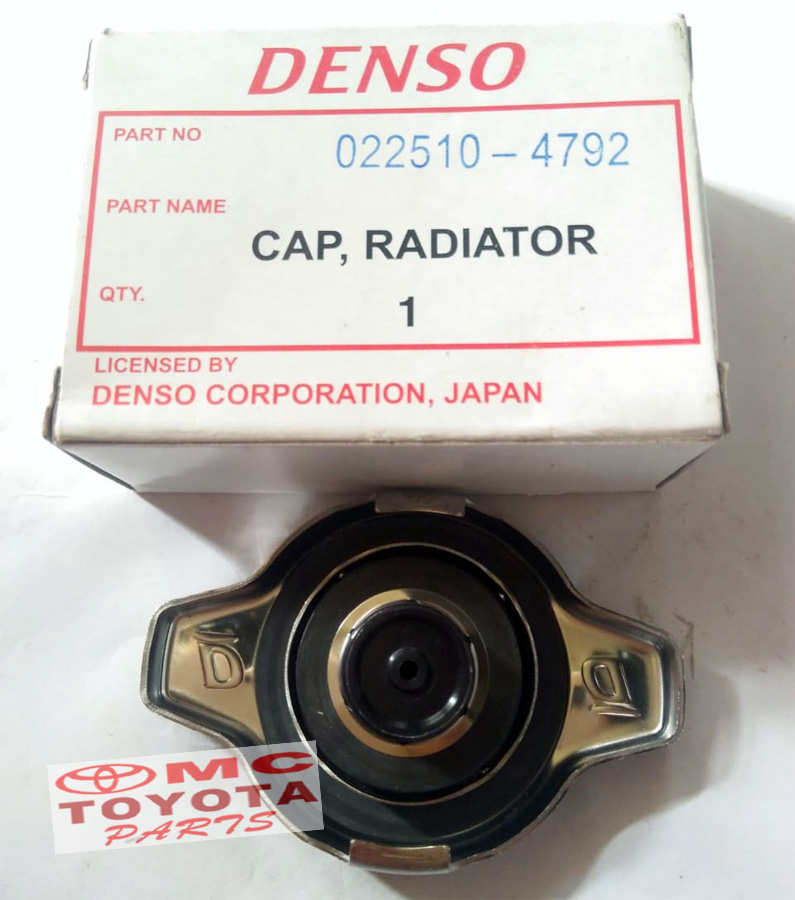 DENSO
PART NO 022510-4792
PART NAME
CAP, RADIATOR
QTY.
1
LICENSED BY
DENSO CORPORATION, JAPAN
D
D
MC
TOYOTA
PARTS